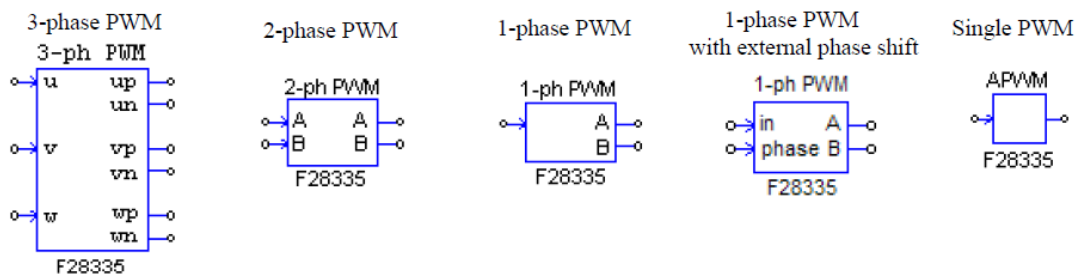 3-phase PWM
3-ph PWM
u up
un
v vp
vn
w wp
wn
F28335
2-phase PWM
2-ph PWM
A A
B B
F28335
1-phase PWM
1-ph PWM
A
B
F28335
1-phase PWM
with external phase shift
1-ph PWM
in A
phase B
F28335
Single PWM
APWM
F28335